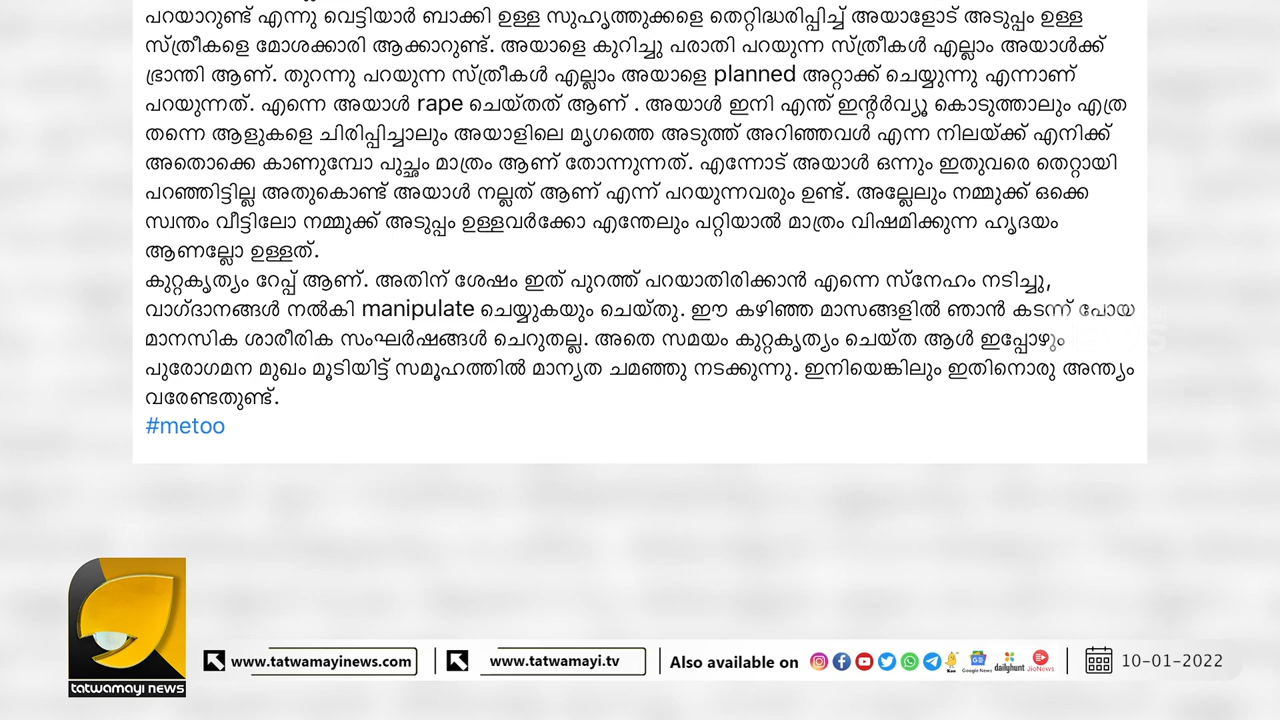 പറയാറുണ്ട് എന്നു വെട്ടിയാർ ബാക്കി ഉള്ള സുഹൃത്തുക്കളെ തെറ്റിദ്ധരിപ്പിച്ച് അയാളോട് അടുപ്പം ഉള്ള
സ്ത്രീകളെ മോശക്കാരി ആക്കാറുണ്ട്. അയാളെ കുറിച്ചു പരാതി പറയുന്ന സ്ത്രീകൾ എല്ലാം അയാൾക്ക്
ഭ്രാന്തി ആണ്. തുറന്നു പറയുന്ന സ്ത്രീകൾ എല്ലാം അയാളെ planned അറ്റാക്ക് ചെയ്യുന്നു എന്നാണ്
പറയുന്നത്. എന്നെ അയാൾ rape ചെയ്തത് ആണ് . അയാൾ ഇനി എന്ത് ഇന്റർവ്യൂ കൊടുത്താലും എത്ര
തന്നെ ആളുകളെ ചിരിപ്പിച്ചാലും അയാളിലെ മൃഗത്തെ അടുത്ത് അറിഞ്ഞവൾ എന്ന നിലയ്ക്ക് എനിക്ക്
അതൊക്കെ കാണുമ്പോ പുച്ഛം മാത്രം ആണ് തോന്നുന്നത്. എന്നോട് അയാൾ ഒന്നും ഇതുവരെ തെറ്റായി
പറഞ്ഞിട്ടില്ല അതുകൊണ്ട് അയാൾ നല്ലത് ആണ് എന്ന് പറയുന്നവരും ഉണ്ട്. അല്ലേലും നമ്മുക്ക് ഒക്കെ
സ്വന്തം വീട്ടിലോ നമ്മുക്ക് അടുപ്പം ഉള്ളവർക്കോ എന്തേലും പറ്റിയാൽ മാത്രം വിഷമിക്കുന്ന ഹൃദയം
ആണല്ലോ ഉള്ളത്.
കുറ്റകൃത്യം റേപ്പ് ആണ്. അതിന് ശേഷം ഇത് പുറത്ത് പറയാതിരിക്കാൻ എന്നെ സ്നേഹം നടിച്ചു,
വാഗ്ദാനങ്ങൾ നൽകി manipulate ചെയ്യുകയും ചെയ്തു. ഈ കഴിഞ്ഞ മാസങ്ങളിൽ ഞാൻ കടന്ന് പോയ
മാനസിക ശാരീരിക സംഘർഷങ്ങൾ ചെറുതല്ല. അതെ സമയം കുറ്റകൃത്യം ചെയ്ത ആൾ ഇപ്പോഴും
പുരോഗമന മുഖം മൂടിയിട്ട് സമൂഹത്തിൽ മാന്യത ചമഞ്ഞു നടക്കുന്നു. ഇനിയെങ്കിലും ഇതിനൊരു അന്ത്യം
വരേണ്ടതുണ്ട്.
#metoo
tatwamayi news
www.tatwamayinews.com
www.tatwamayi.tv
Also available on
Koo Google News dailyhunt JioNews
10-01-2022